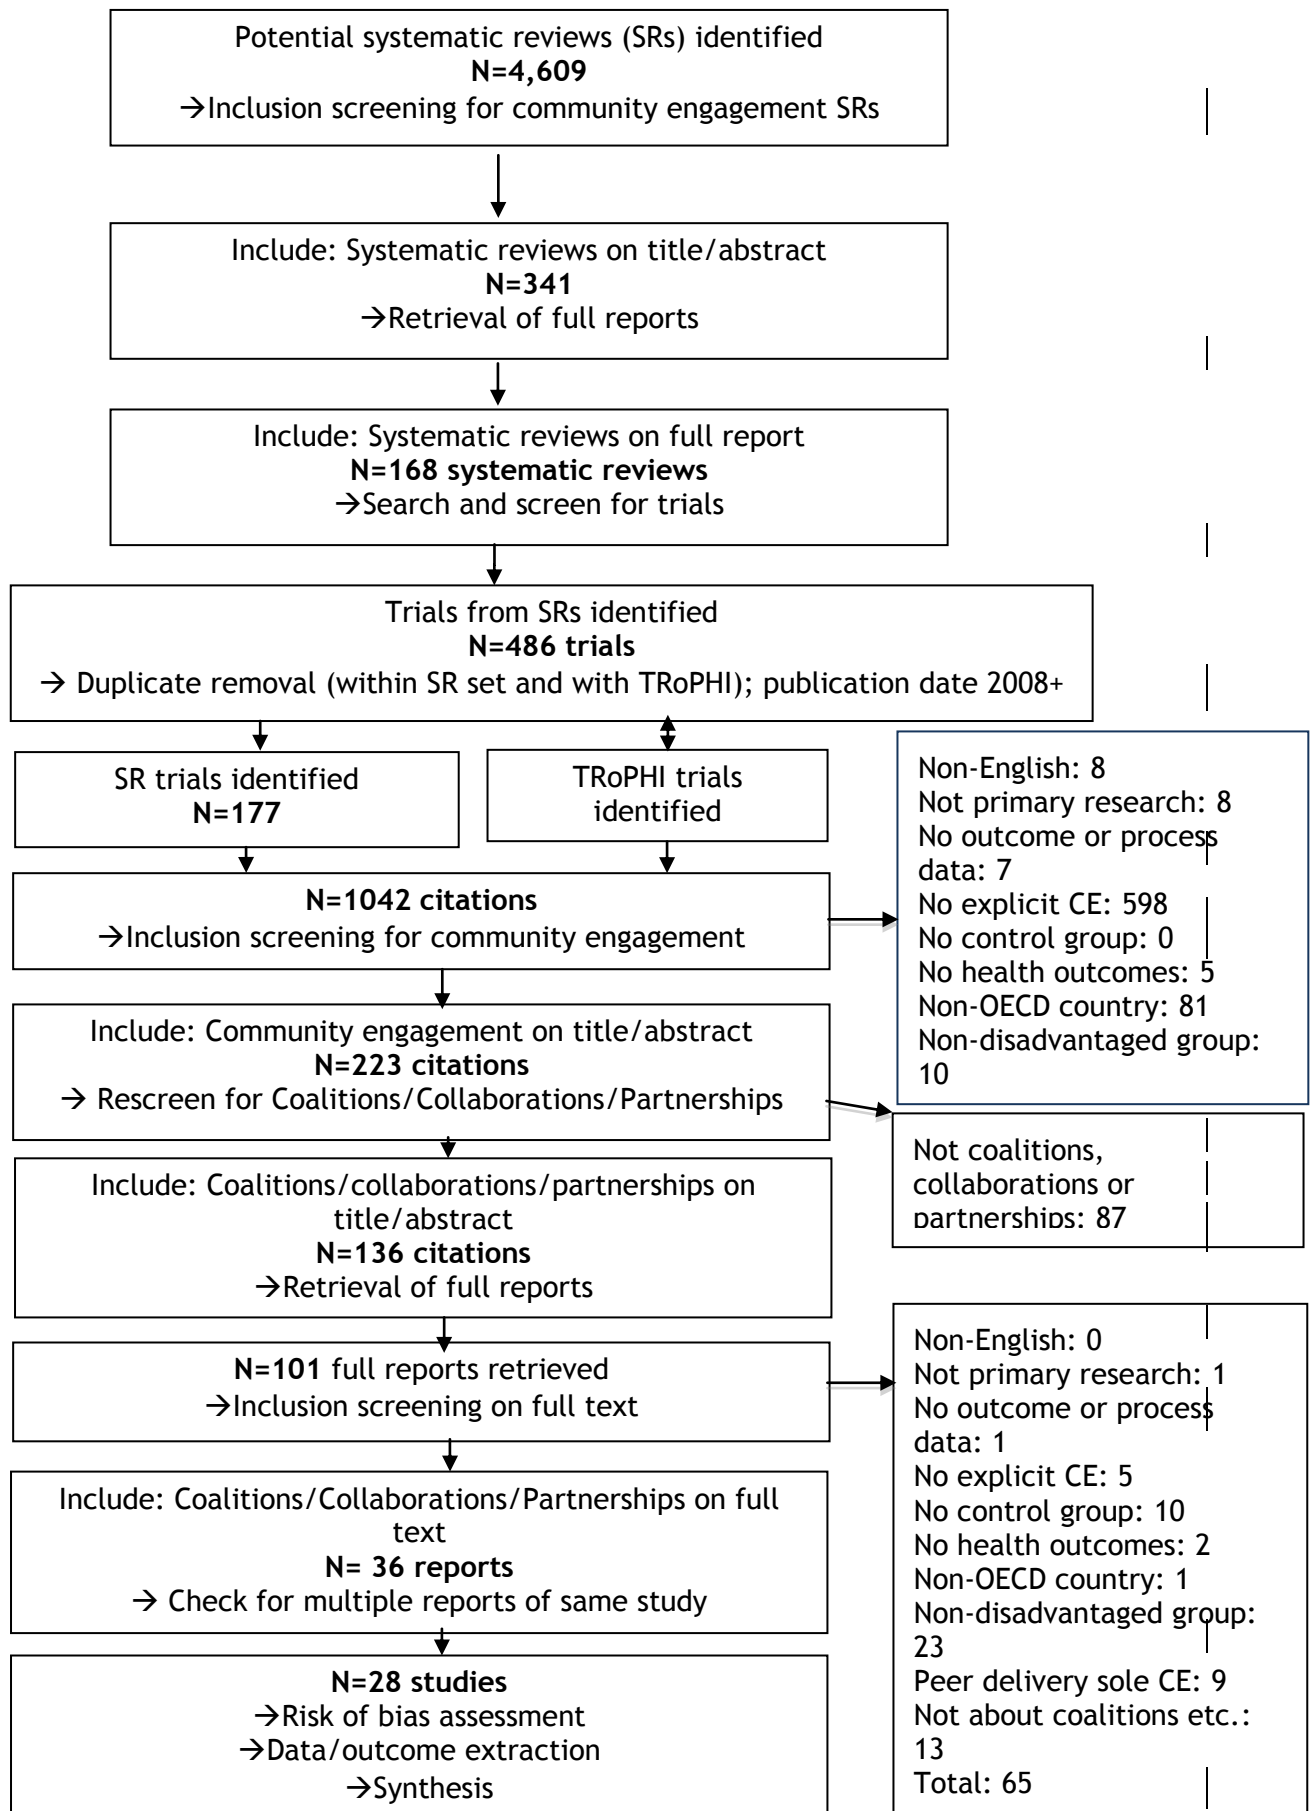 Potential systematic reviews (SRs) identified
N=4,609
→Inclusion screening for community engagement SRs
Include: Systematic reviews on title/abstract
N=341
→Retrieval of full reports
Include: Systematic reviews on full report
N=168 systematic reviews
→Search and screen for trials
Trials from SRs identified
N=486 trials
→ Duplicate removal (within SR set and with TRoPHI); publication date 2008+
SR trials identified
N=177
TRoPHI trials
identified
N=1042 citations
→Inclusion screening for community engagement
Non-English: 8
Not primary research: 8
No outcome or process
data: 7
No explicit CE: 598
No control group: 0
No health outcomes: 5
Non-OECD country: 81
Non-disadvantaged group:
10
Include: Community engagement on title/abstract
N=223 citations
→ Rescreen for Coalitions/Collaborations/Partnerships
Not coalitions,
collaborations or
partnerships: 87
Include: Coalitions/collaborations/partnerships on
title/abstract
N=136 citations
→Retrieval of full reports
N=101 full reports retrieved
→Inclusion screening on full text
Non-English: 0
Not primary research: 1
No outcome or process
data: 1
No explicit CE: 5
No control group: 10
No health outcomes: 2
Non-OECD country: 1
Non-disadvantaged group:
23
Peer delivery sole CE: 9
Not about coalitions etc.:
13
Total: 65
Include: Coalitions/Collaborations/Partnerships on full
text
N= 36 reports
→ Check for multiple reports of same study
N=28 studies
→Risk of bias assessment
→Data/outcome extraction
→Synthesis